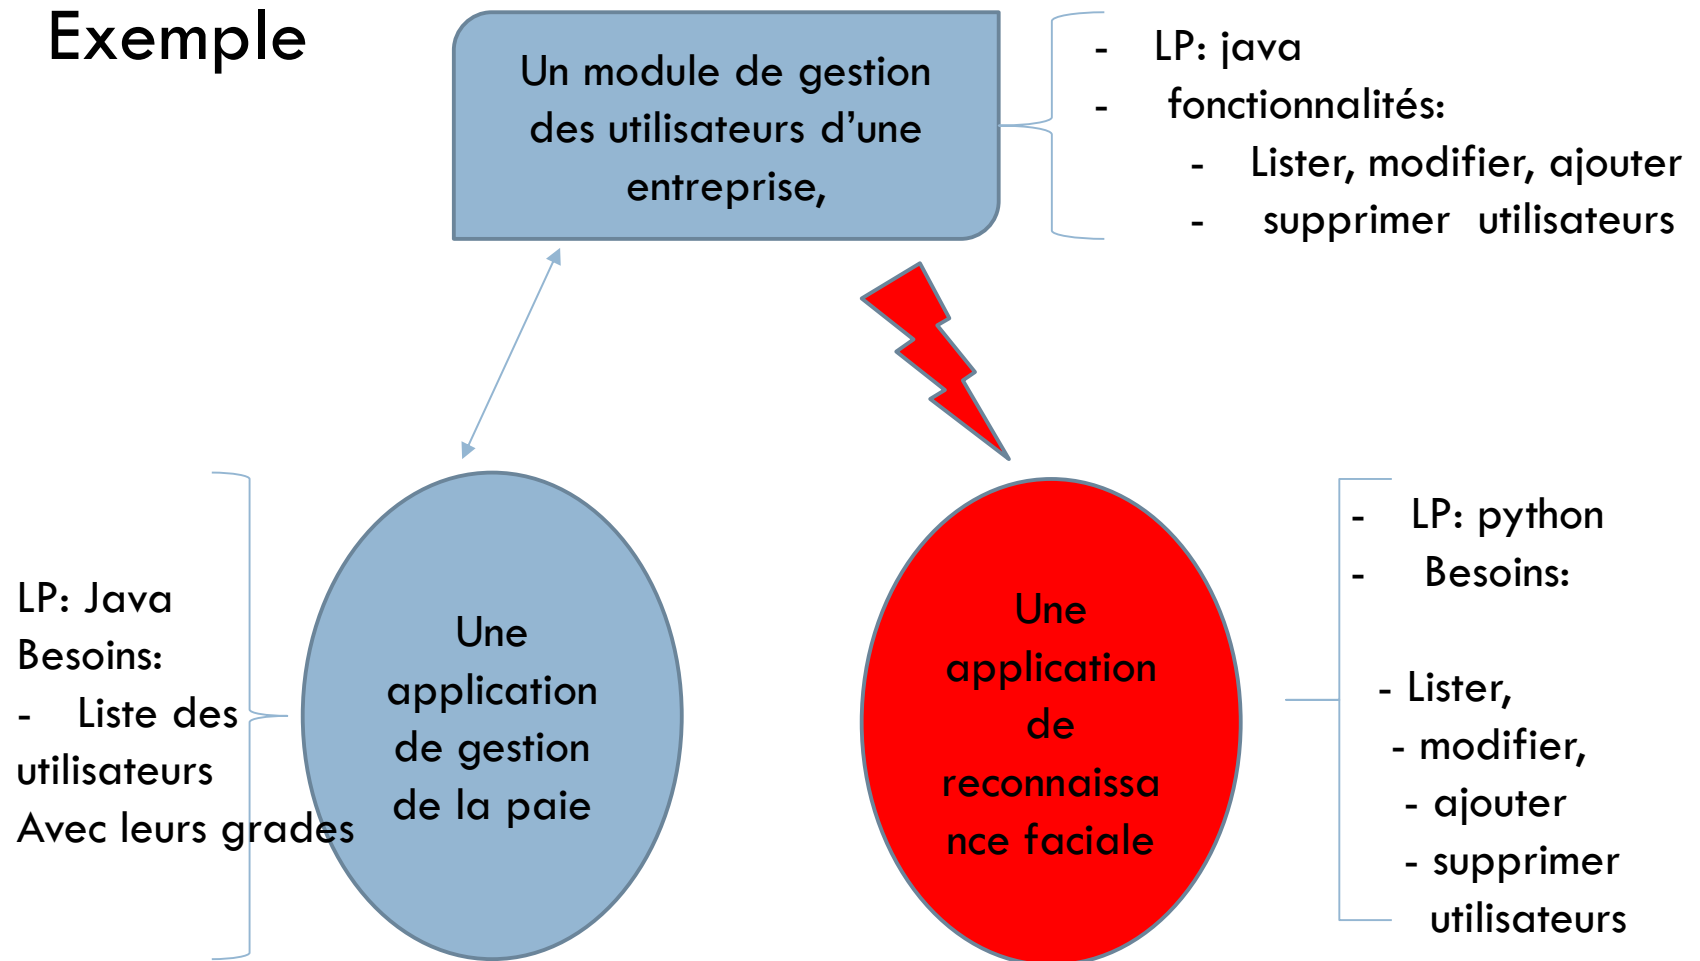 Exemple
Un module de gestion
des utilisateurs d’une
entreprise,
- LP: java
- fonctionnalités:
- Lister, modifier, ajouter
- supprimer utilisateurs
LP: Java
Besoins:
- Liste des
utilisateurs
Avec leurs grades
Une
application
de gestion
de la paie
Une
application
de
reconnaissa
nce faciale
- LP: python
- Besoins:
- Lister,
- modifier,
- ajouter
- supprimer
utilisateurs